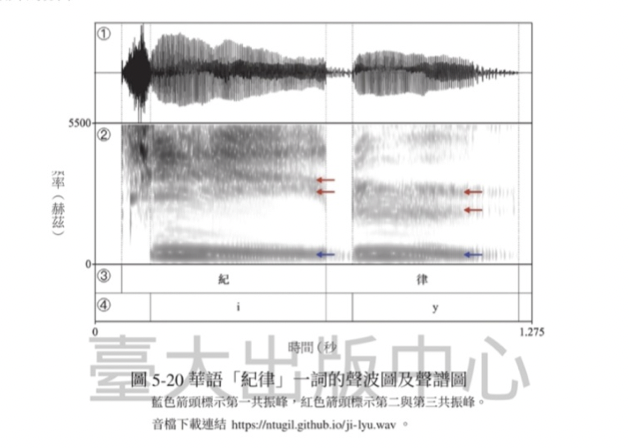 ①
5500
②
頻率（赫茲）
0
③ 紀 律
④ i y
0 1.275
時間（秒
臺大出版中心
圖 5-20 華語「紀律」一詞的聲波圖及聲譜圖
藍色箭頭標示第一共振峰，紅色箭頭標示第二與第三共振峰。
音檔下載連結 https://ntugil.github.io/ji-lyu.wav 。